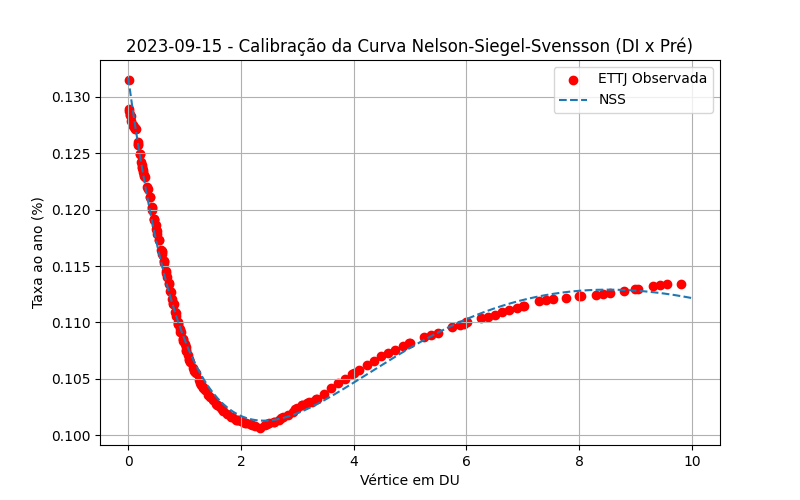 2023-09-15 - Calibração da Curva Nelson-Siegel-Svensson (DI x Pré)
ETTJ Observada
NSS
Taxa ao ano (%)
0.130
0.125
0.120
0.115
0.110
0.105
0.100
0 2 4 6 8 10
Vértice em DU